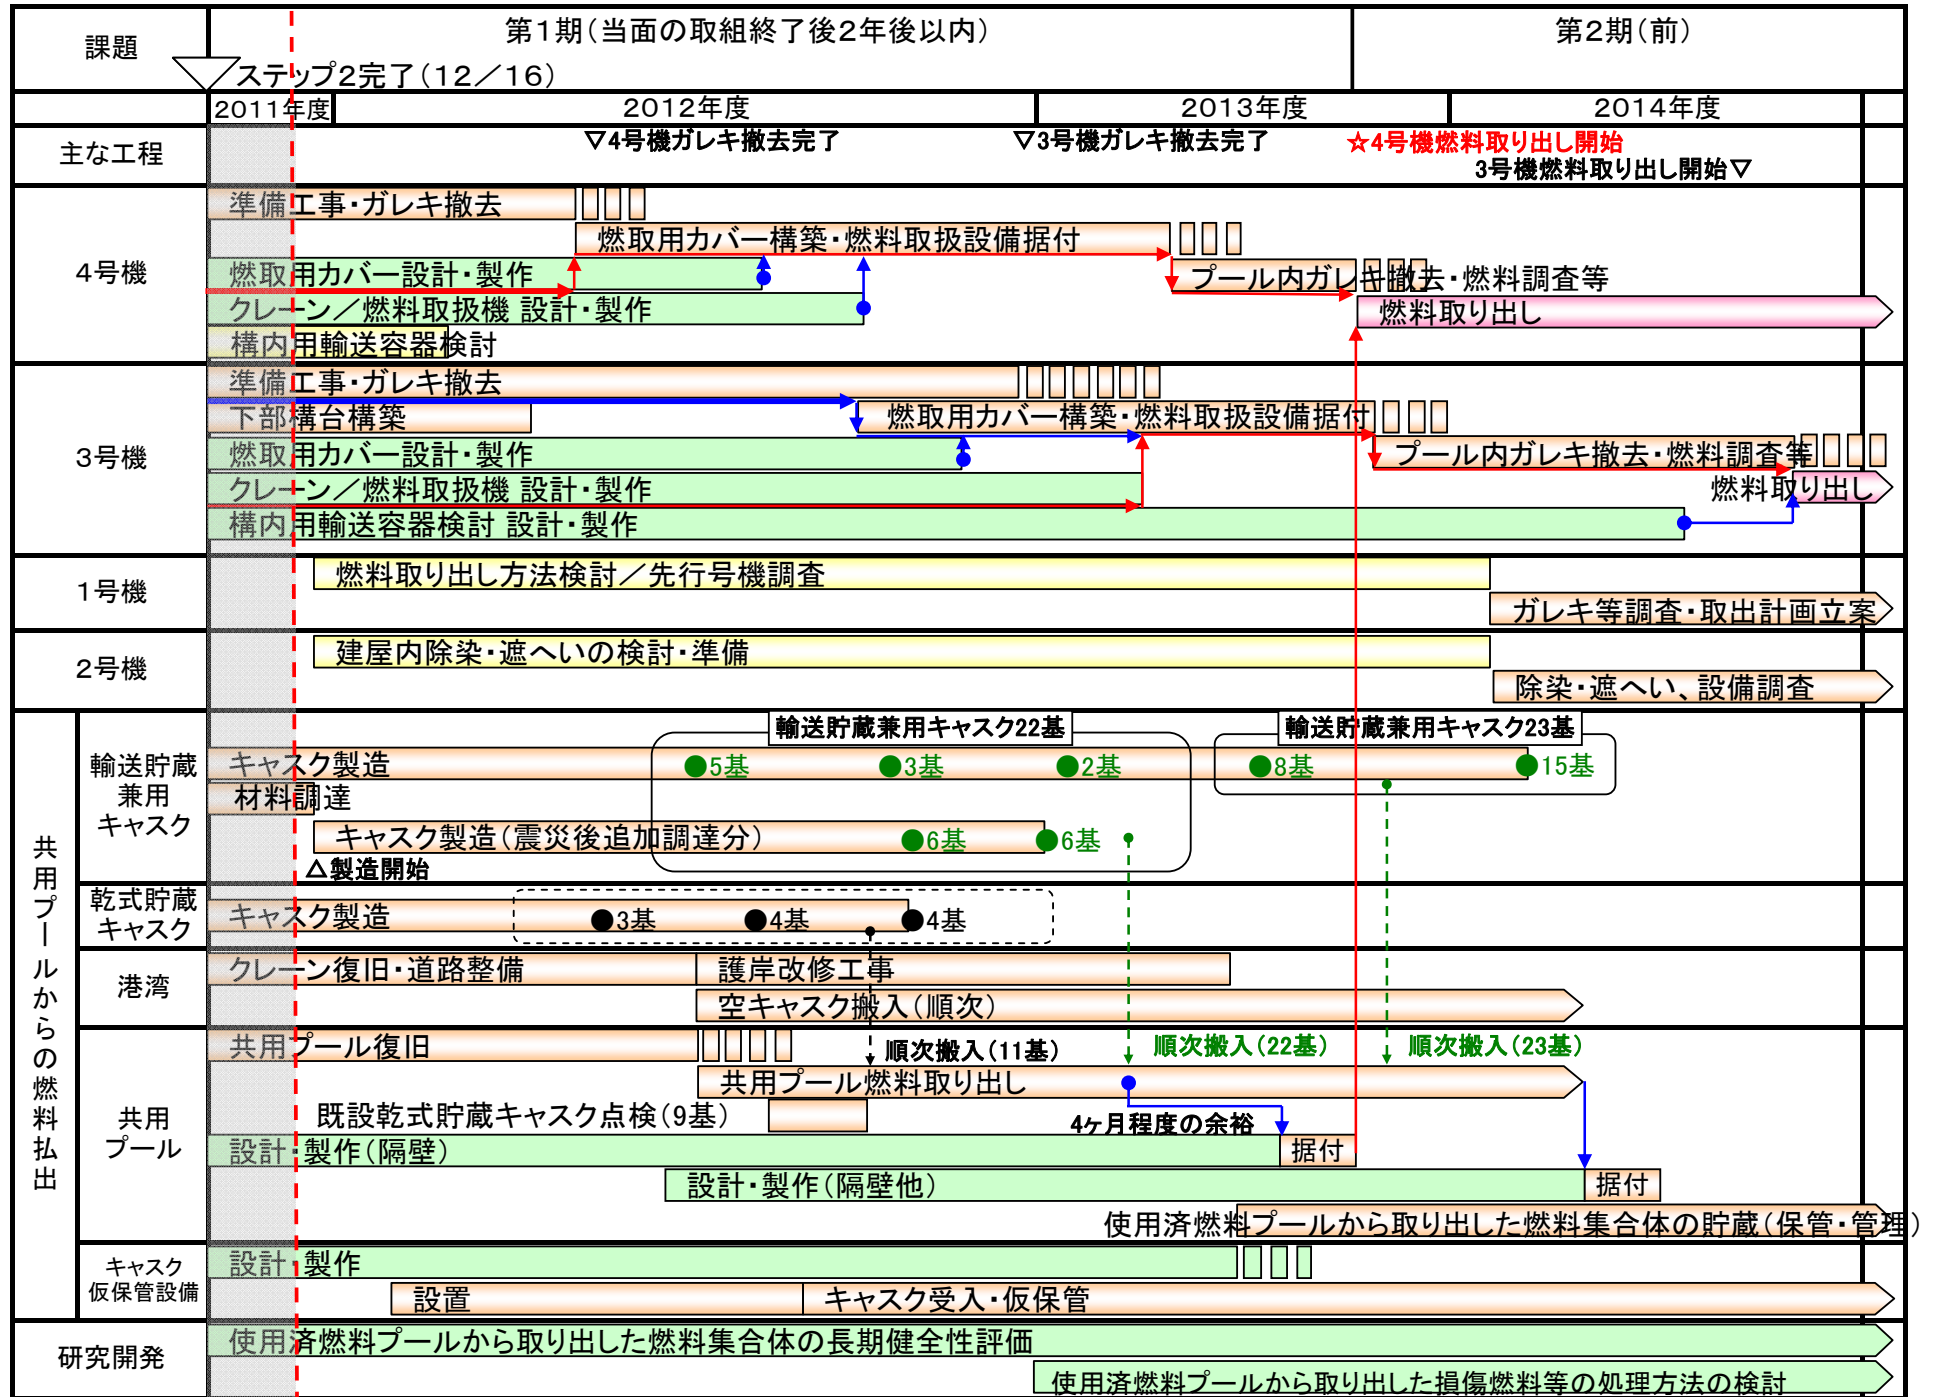 課題
第1期(当面の取組終了後2年後以内)
第2期(前)
ステップ2完了(12/16)
2011年度
2012年度
2013年度
2014年度
主な工程
▽4号機ガレキ撤去完了
▽3号機ガレキ撤去完了
☆4号機燃料取り出し開始
3号機燃料取り出し開始▽
4号機
準備工事・ガレキ撤去
燃取用カバー構築・燃料取扱設備据付
燃取用カバー設計・製作
プール内ガレキ撤去・燃料調査等
クレーン/燃料取扱機 設計・製作
燃料取り出し
構内用輸送容器検討
3号機
準備工事・ガレキ撤去
下部構台構築
燃取用カバー構築・燃料取扱設備据付
燃取用カバー設計・製作
プール内ガレキ撤去・燃料調査等
クレーン/燃料取扱機 設計・製作
燃料取り出し
構内用輸送容器検討 設計・製作
1号機
燃料取り出し方法検討/先行号機調査
ガレキ等調査・取出計画立案
2号機
建屋内除染・遮へいの検討・準備
除染・遮へい、設備調査
共用プールからの燃料払出
輸送貯蔵
兼用
キャスク
輸送貯蔵兼用キャスク22基
輸送貯蔵兼用キャスク23基
キャスク製造
●5基
●3基
●2基
●8基
●15基
材料調達
キャスク製造(震災後追加調達分)
●6基
●6基
△製造開始
乾式貯蔵
キャスク
キャスク製造
●3基
●4基
●4基
港湾
クレーン復旧・道路整備
護岸改修工事
空キャスク搬入(順次)
共用
プール
共用プール復旧
順次搬入(11基)
順次搬入(22基)
順次搬入(23基)
共用プール燃料取り出し
既設乾式貯蔵キャスク点検(9基)
4ヶ月程度の余裕
設計・製作(隔壁)
据付
設計・製作(隔壁他)
据付
使用済燃料プールから取り出した燃料集合体の貯蔵(保管・管理)
キャスク
仮保管設備
設計・製作
設置
キャスク受入・仮保管
研究開発
使用済燃料プールから取り出した燃料集合体の長期健全性評価
使用済燃料プールから取り出した損傷燃料等の処理方法の検討